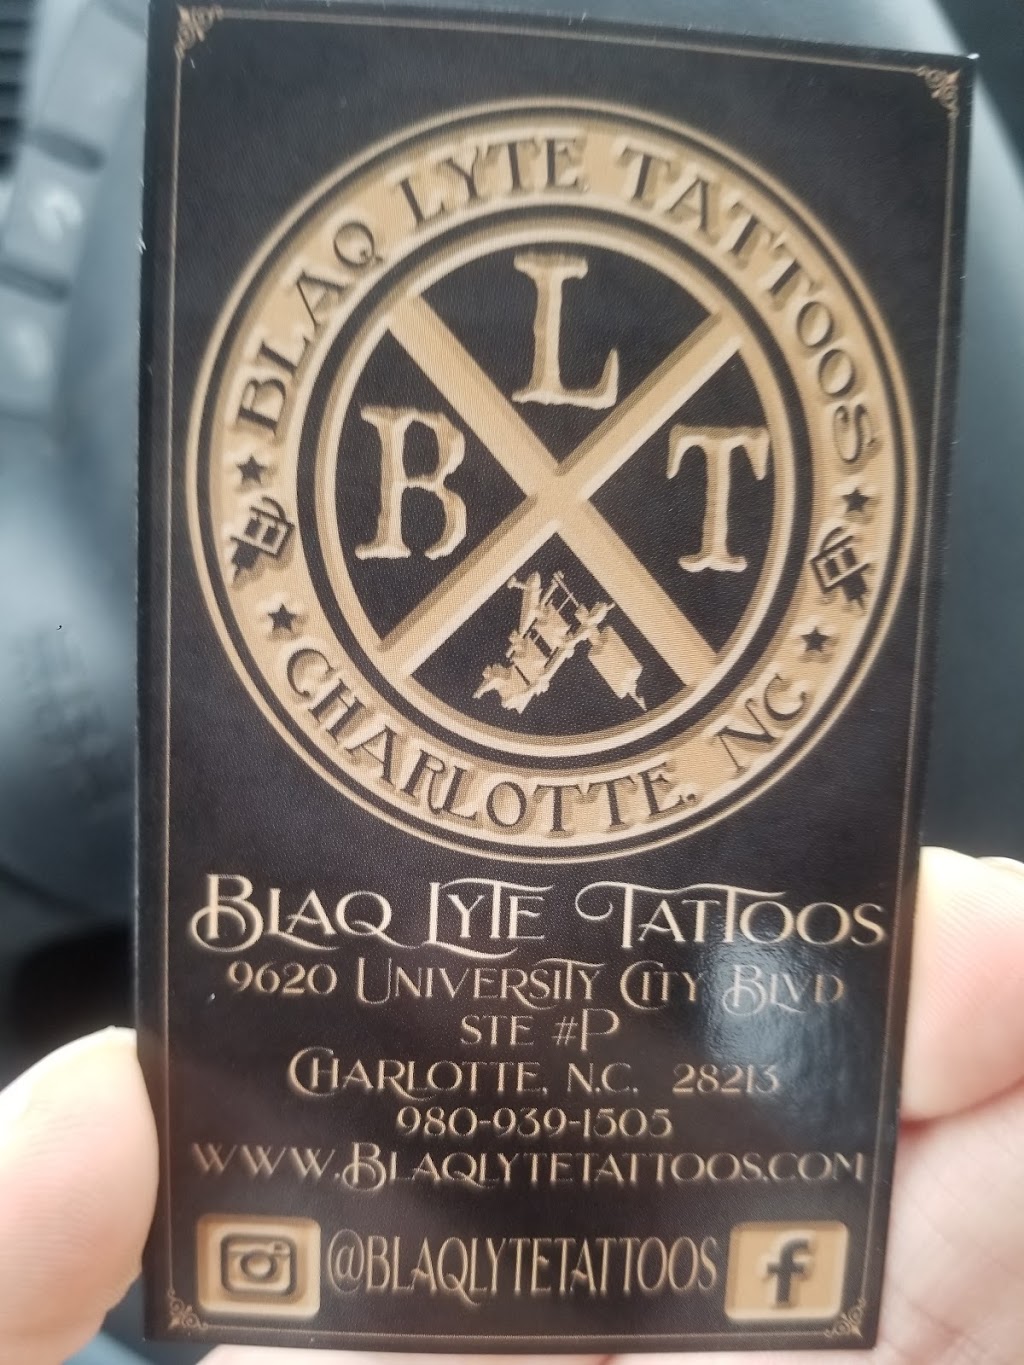 BLAQ LYTE TATTOOS
L
B
T
CHARLOTTE, NC
BLAQ LYTE TATTOOS
9620 UNIVERSITY CITY BLVD
STE #P
CHARLOTTE, N.C. 28213
980-939-1505
WWW.BLAQLYTETATTOOS.COM
@BLAQLYTETATTOOS
f